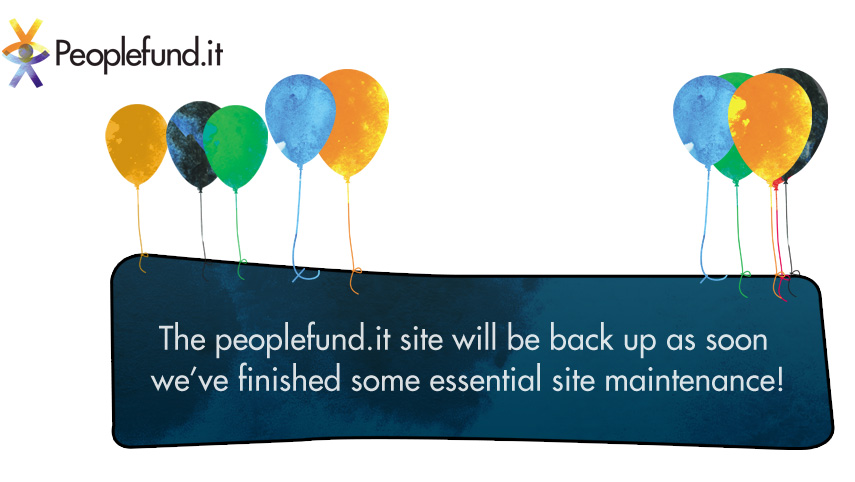 Peoplefund.it
The peoplefund.it site will be back up as soon
we've finished some essential site maintenance!